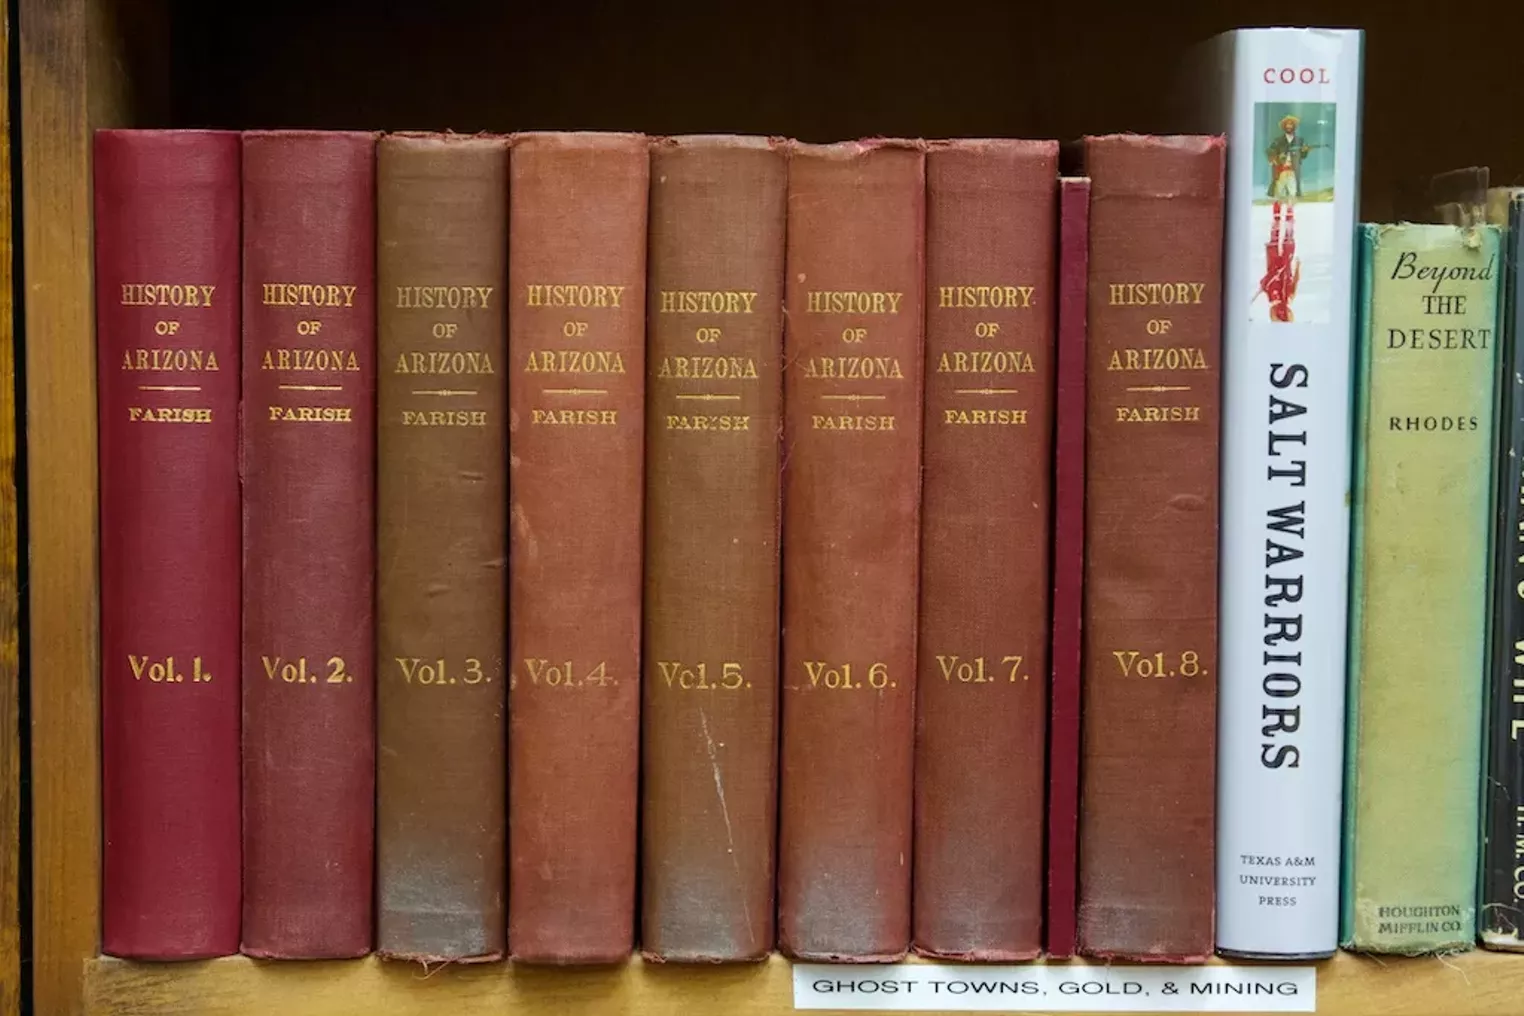 HISTORY
OF
ARIZONA
FARISH
Vol. 1.
HISTORY
OF
ARIZONA
FARISH
Vol. 2.
HISTORY
OF
ARIZONA
FARISH
Vol. 3.
HISTORY
OF
ARIZONA
FARISH
Vol. 4.
HISTORY
OF
ARIZONA
FARISH
Vol. 5.
HISTORY
OF
ARIZONA
FARISH
Vol. 6.
HISTORY
OF
ARIZONA
FARISH
Vol. 7.
HISTORY
OF
ARIZONA
FARISH
Vol. 8.
COOL
SALT WARRIORS
TEXAS A&M
UNIVERSITY
PRESS
Beyond
THE
DESERT
RHODES
HOUGHTON
MIFFLIN CO.
WIFE
H.M.CO.
GHOST TOWNS, GOLD, & MINING